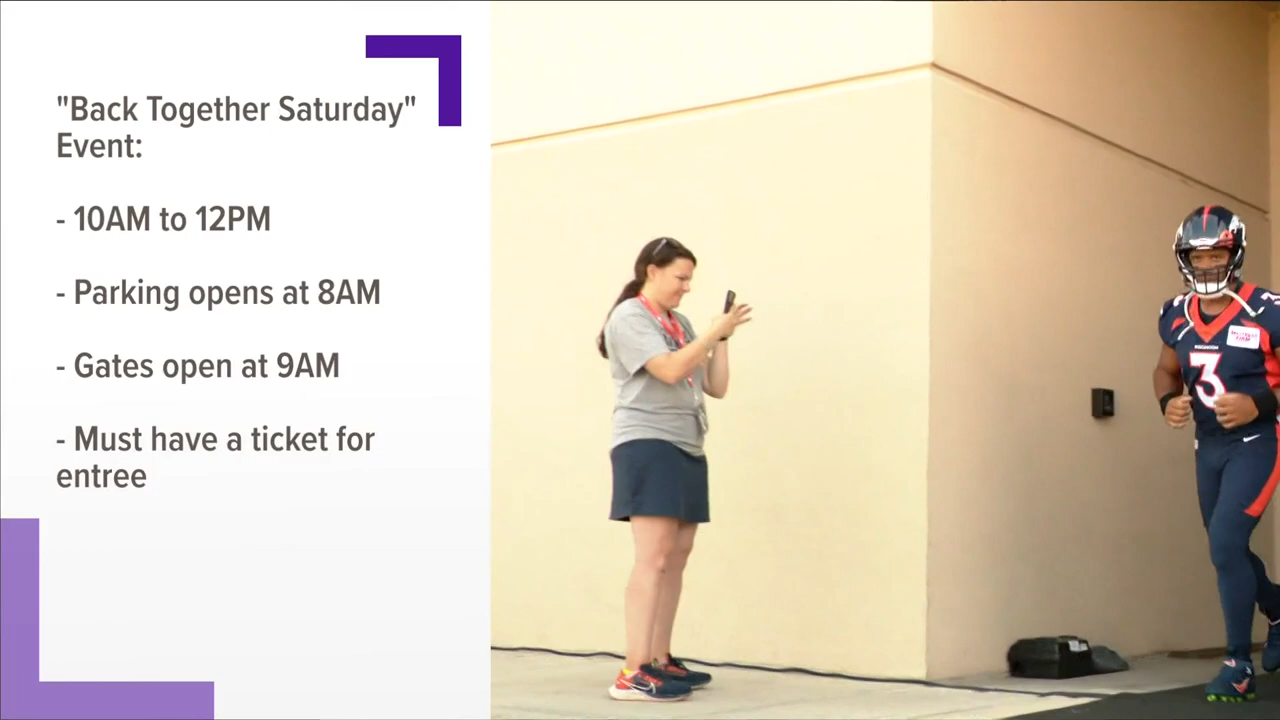 "Back Together Saturday"
Event:
- 10AM to 12PM
- Parking opens at 8AM
- Gates open at 9AM
- Must have a ticket for
entree
3